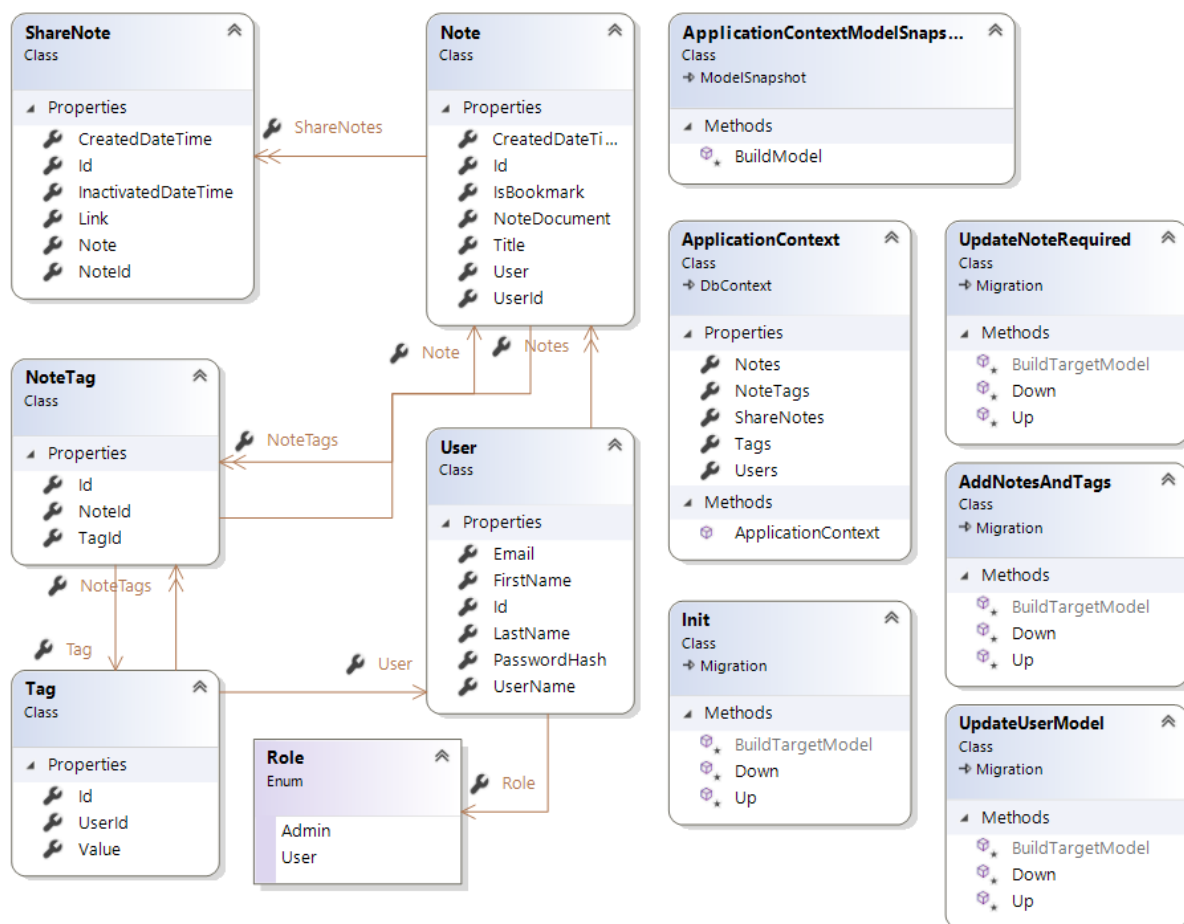 ShareNote
Class
Properties
CreatedDateTime
Id
InactivatedDateTime
Link
Note
NoteId
ShareNotes
Note
Class
Properties
CreatedDateTi...
Id
IsBookmark
NoteDocument
Title
User
UserId
ApplicationContextModelSnaps...
Class
ModelSnapshot
Methods
BuildModel
Note
Notes
NoteTag
Class
Properties
Id
NoteId
TagId
NoteTags
NoteTags
Tag
User
Class
Properties
Email
FirstName
Id
LastName
PasswordHash
UserName
User
Tag
Class
Properties
Id
UserId
Value
Role
Enum
Admin
User
Role
ApplicationContext
Class
DbContext
Properties
Notes
NoteTags
ShareNotes
Tags
Users
Methods
ApplicationContext
Init
Class
Migration
Methods
BuildTargetModel
Down
Up
UpdateNoteRequired
Class
Migration
Methods
BuildTargetModel
Down
Up
AddNotesAndTags
Class
Migration
Methods
BuildTargetModel
Down
Up
UpdateUserModel
Class
Migration
Methods
BuildTargetModel
Down
Up